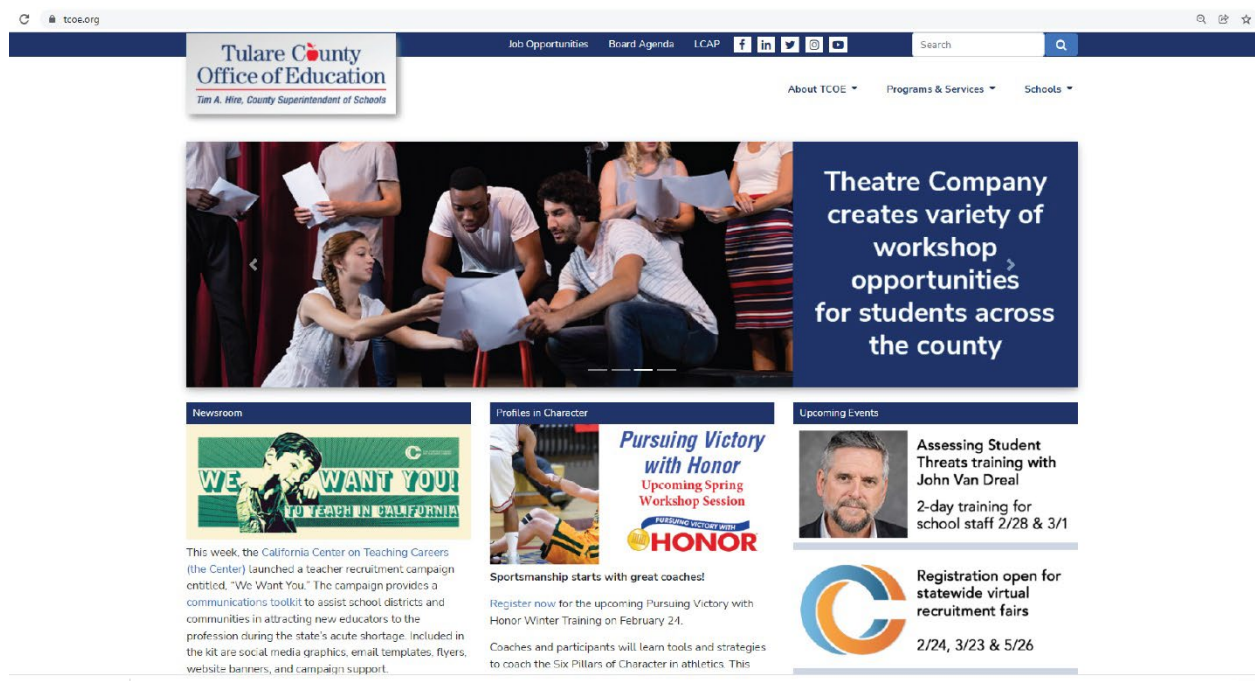 tcoe.org
Job Opportunities Board Agenda LCAP
Search
Tulare County
Office of Education
Tim A. Hire, County Superintendent of Schools
About TCOE Programs & Services Schools
Theatre Company
creates variety of
workshop
opportunities
for students across
the county
Newsroom
WE WANT YOU!
TO TEACH IN CALIFORNIA
This week, the California Center on Teaching Careers
(the Center) launched a teacher recruitment campaign
entitled, "We Want You." The campaign provides a
communications toolkit to assist school districts and
communities in attracting new educators to the
profession during the state's acute shortage. Included in
the kit are social media graphics, email templates, flyers,
website banners, and campaign support.
Profiles in Character
Pursuing Victory
with Honor
Upcoming Spring
Workshop Session
PURSUING VICTORY WITH
HONOR
Sportsmanship starts with great coaches!
Register now for the upcoming Pursuing Victory with
Honor Winter Training on February 24.
Coaches and participants will learn tools and strategies
to coach the Six Pillars of Character in athletics. This
Upcoming Events
Assessing Student
Threats training with
John Van Dreal
2-day training for
school staff 2/28 & 3/1
Registration open for
statewide virtual
recruitment fairs
2/24, 3/23 & 5/26